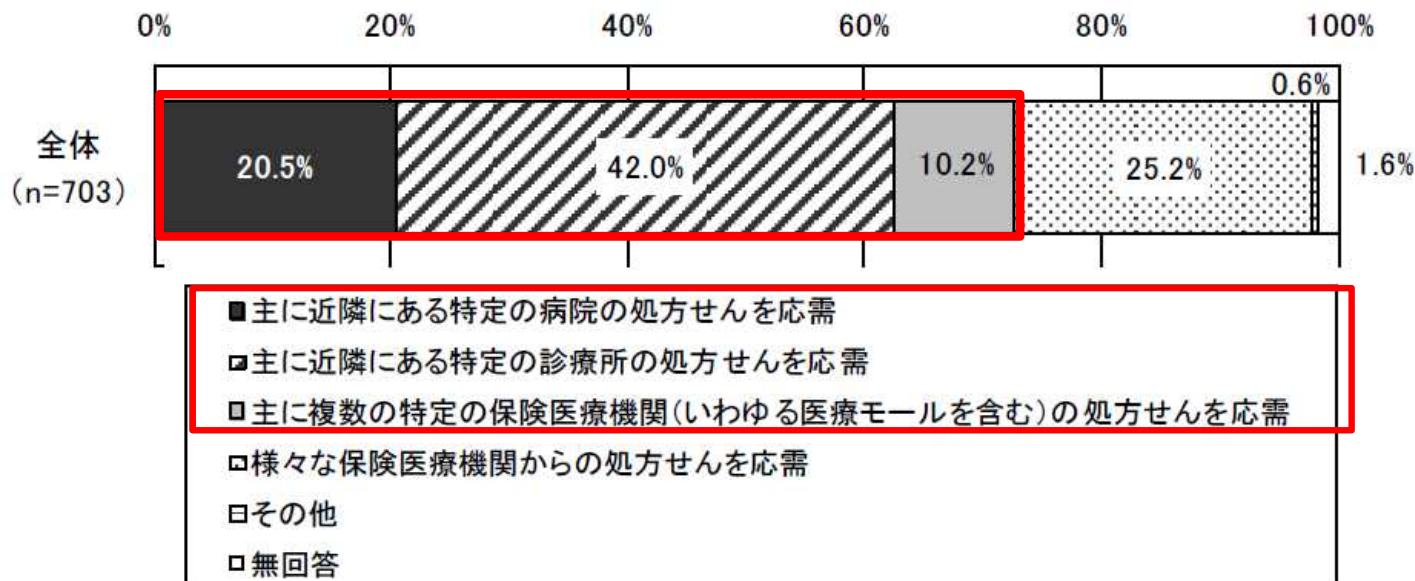 0% 20% 40% 60% 80% 100%
0.6%
全体
(n=703)
20.5% 42.0% 10.2% 25.2% 1.6%
主に近隣にある特定の病院の処方せんを応需
主に近隣にある特定の診療所の処方せんを応需
主に複数の特定の保険医療機関(いわゆる医療モールを含む)の処方せんを応需
様々な保険医療機関からの処方せんを応需
その他
無回答